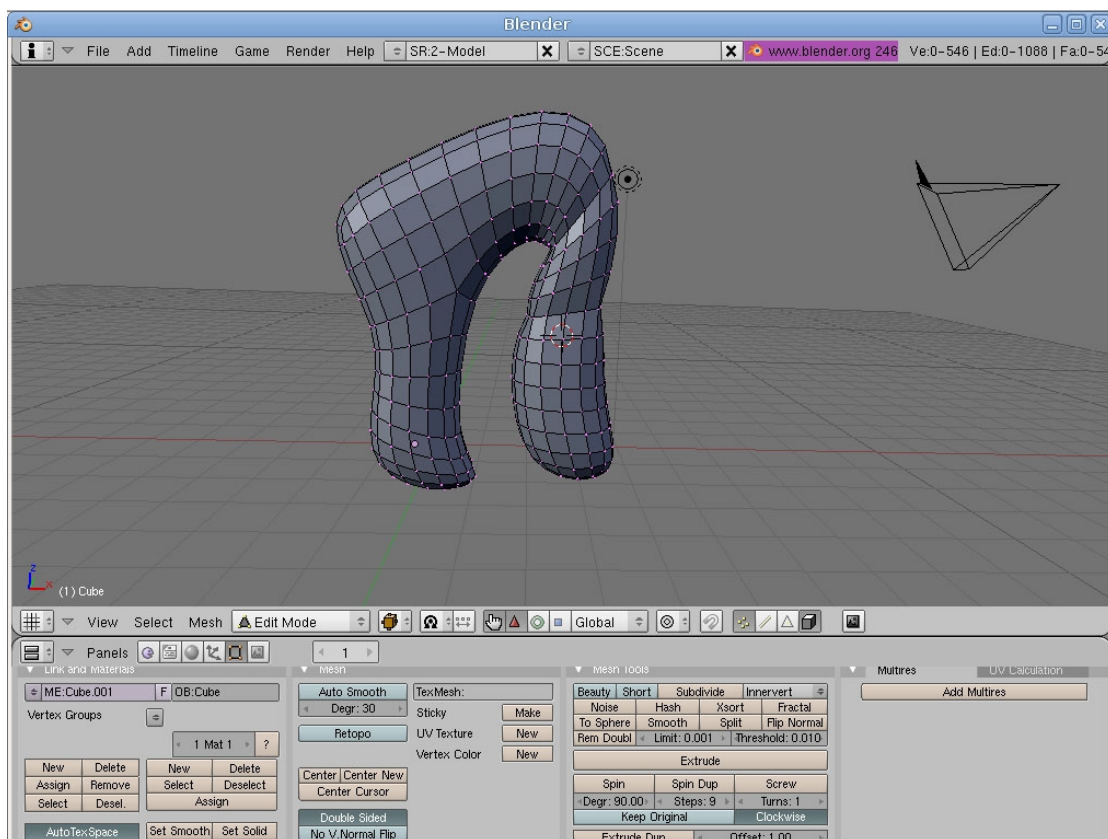 Blender
File Add Timeline Game Render Help SR:2-Model SCE:Scene www.blender.org 246 Ve:0-546 | Ed:0-1088 | Fa:0-54
z
x
(1) Cube
View Select Mesh Edit Mode Global
Panels 1
Link and Materials Mesh Mesh Tools Multires UV Calculation
ME:Cube.001 F OB:Cube Auto Smooth TexMesh: Beauty Short Subdivide Innervert Add Multires
Vertex Groups Degr: 30 Sticky Make Noise Hash Xsort Fractal
To Sphere Smooth Split Flip Normal
1 Mat 1 ? Retopo UV Texture New Rem Doubl Limit: 0.001 Threshold: 0.010
Vertex Color New Extrude
New Delete New Delete Center Center New Spin Spin Dup Screw
Assign Remove Select Deselect Center Cursor Degr: 90.00 Steps: 9 Turns: 1
Select Desel. Assign Double Sided Keep Original Clockwise
AutoTexSpace Set Smooth Set Solid No V.Normal Flip Extrude Dup Offset: 1.00